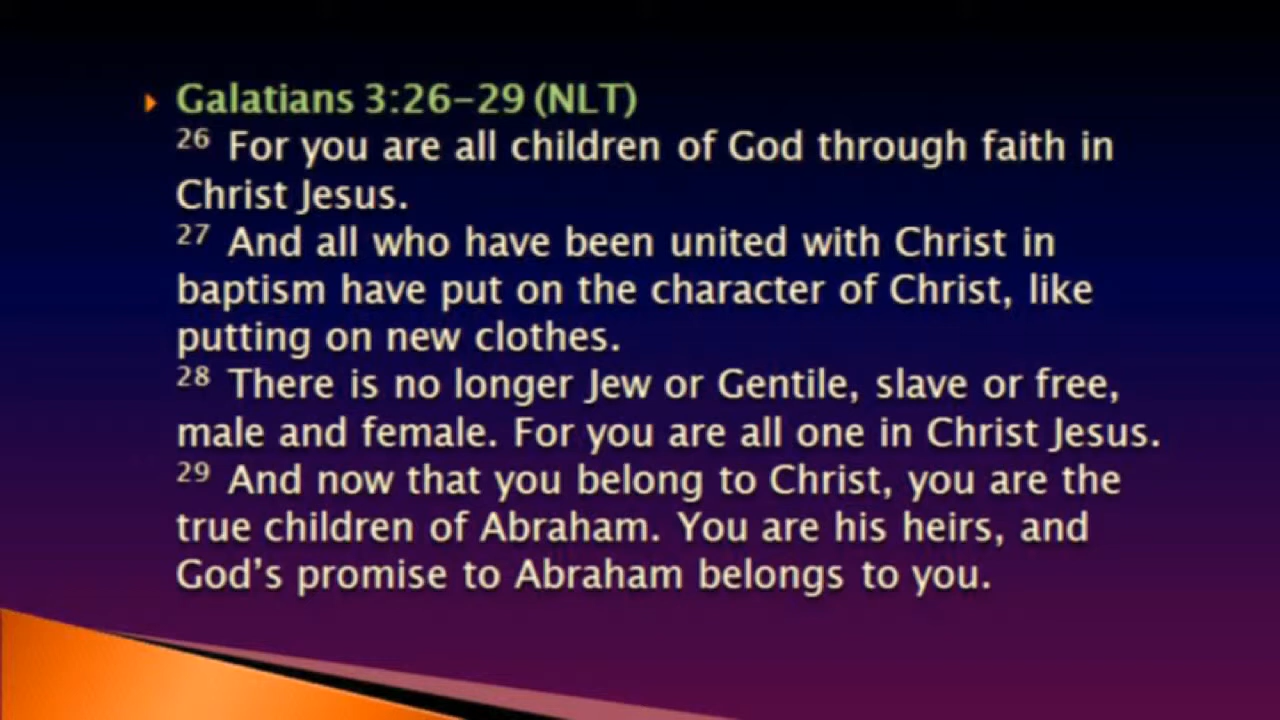 Galatians 3:26–29 (NLT)
26 For you are all children of God through faith in
Christ Jesus.
27 And all who have been united with Christ in
baptism have put on the character of Christ, like
putting on new clothes.
28 There is no longer Jew or Gentile, slave or free,
male and female. For you are all one in Christ Jesus.
29 And now that you belong to Christ, you are the
true children of Abraham. You are his heirs, and
God’s promise to Abraham belongs to you.